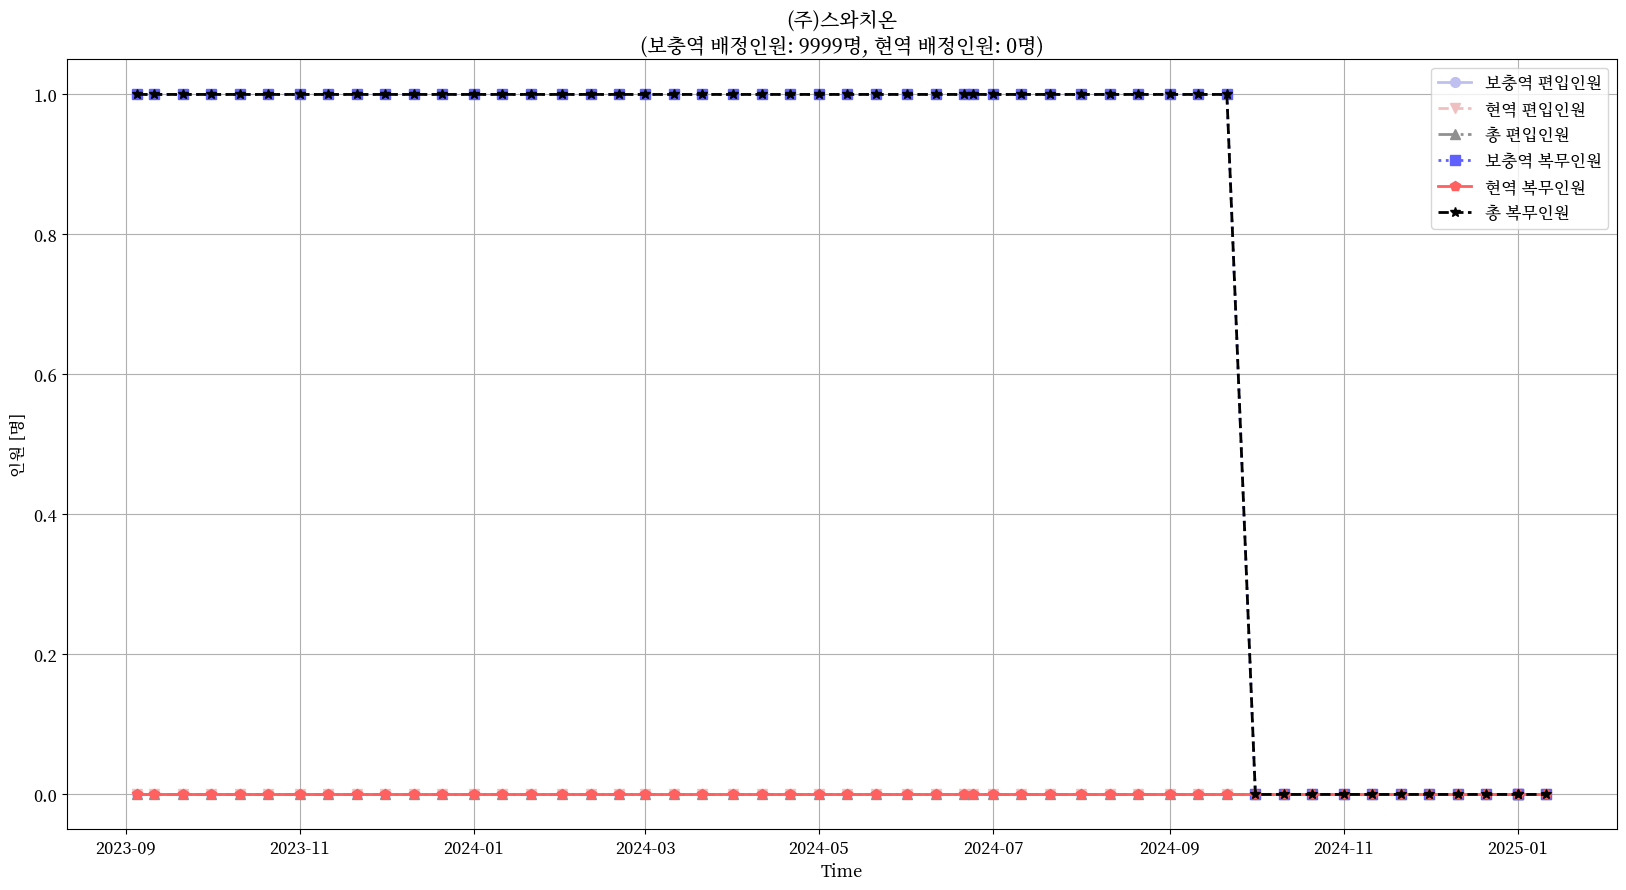 (주)스와치온
(보충역 배정인원: 9999명, 현역 배정인원: 0명)
보충역 편입인원
현역 편입인원
총 편입인원
보충역 복무인원
현역 복무인원
총 복무인원
인원 [명]
1.0
0.8
0.6
0.4
0.2
0.0
2023-09 2023-11 2024-01 2024-03 2024-05 2024-07 2024-09 2024-11 2025-01
Time